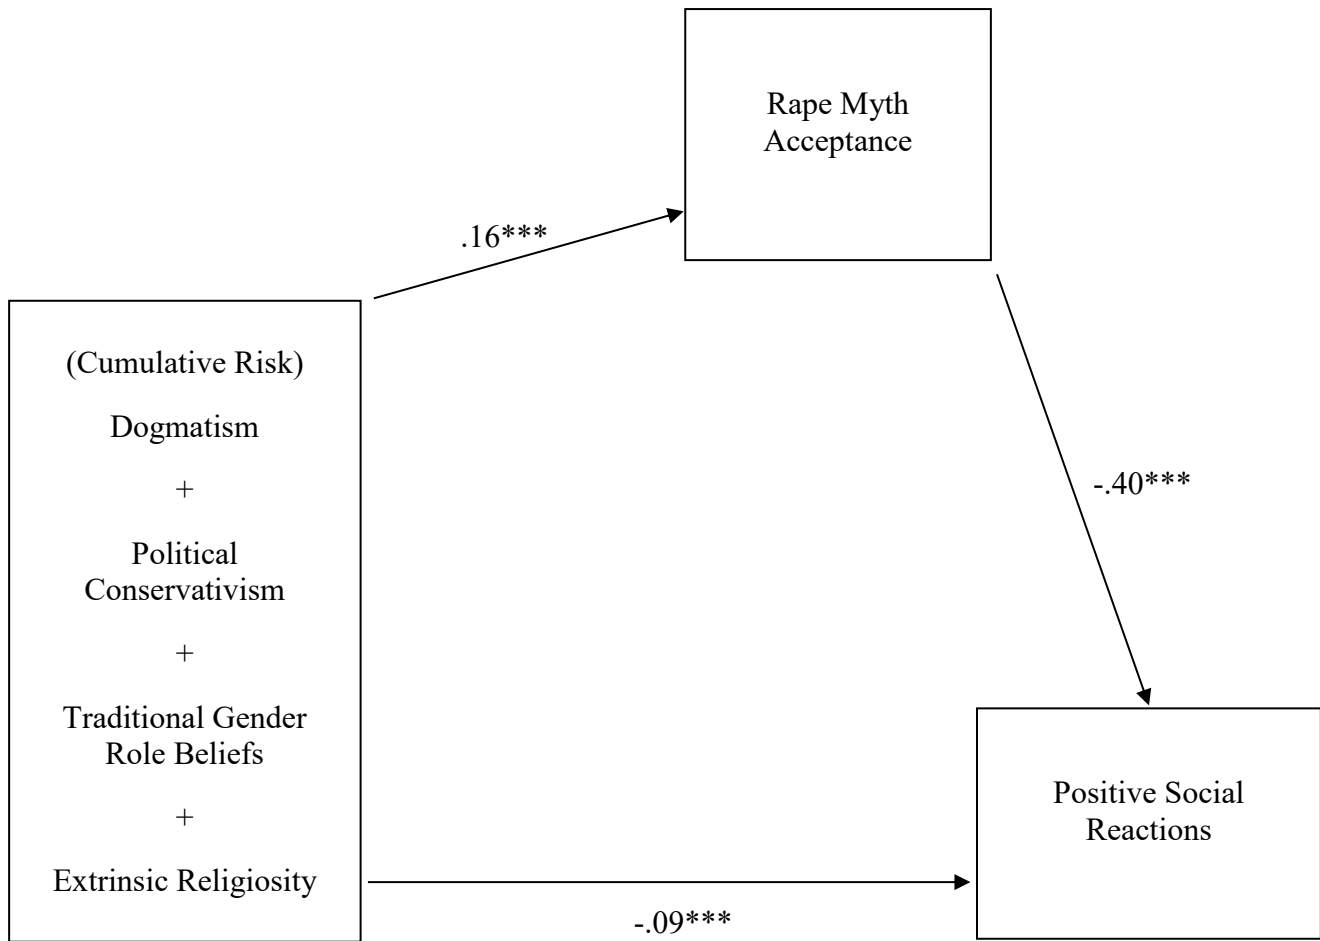 Rape Myth
Acceptance
.16***
(Cumulative Risk)
Dogmatism
+
Political
Conservativism
+
Traditional Gender
Role Beliefs
+
Extrinsic Religiosity
-.40***
Positive Social
Reactions
-.09***